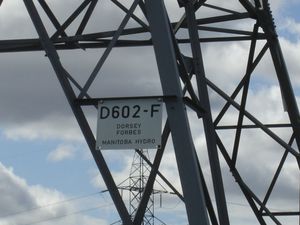 D602-F
DORSEY
FORBES
MANITOBA HYDRO